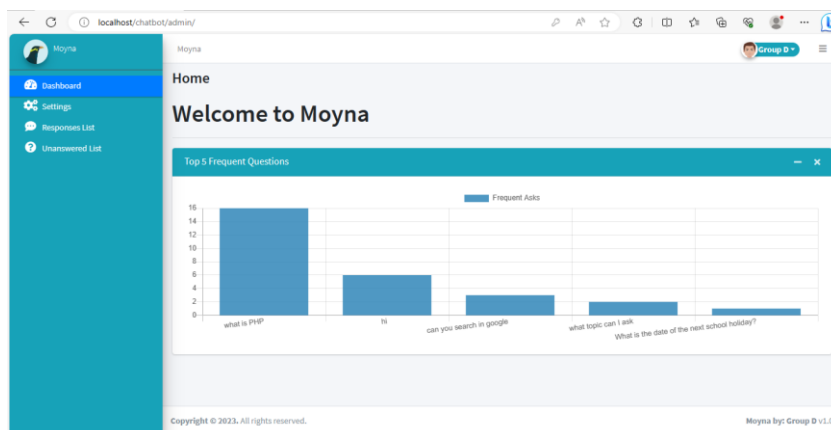 localhost/chatbot/admin/
Moyna
Moyna
Group D
Dashboard
Settings
Responses List
Unanswered List
Home
Welcome to Moyna
Top 5 Frequent Questions
Frequent Asks
16
14
12
10
8
6
4
2
0
what is PHP
hi
can you search in google
what topic can I ask
What is the date of the next school holiday?
Copyright © 2023. All rights reserved.
Moyna by: Group D